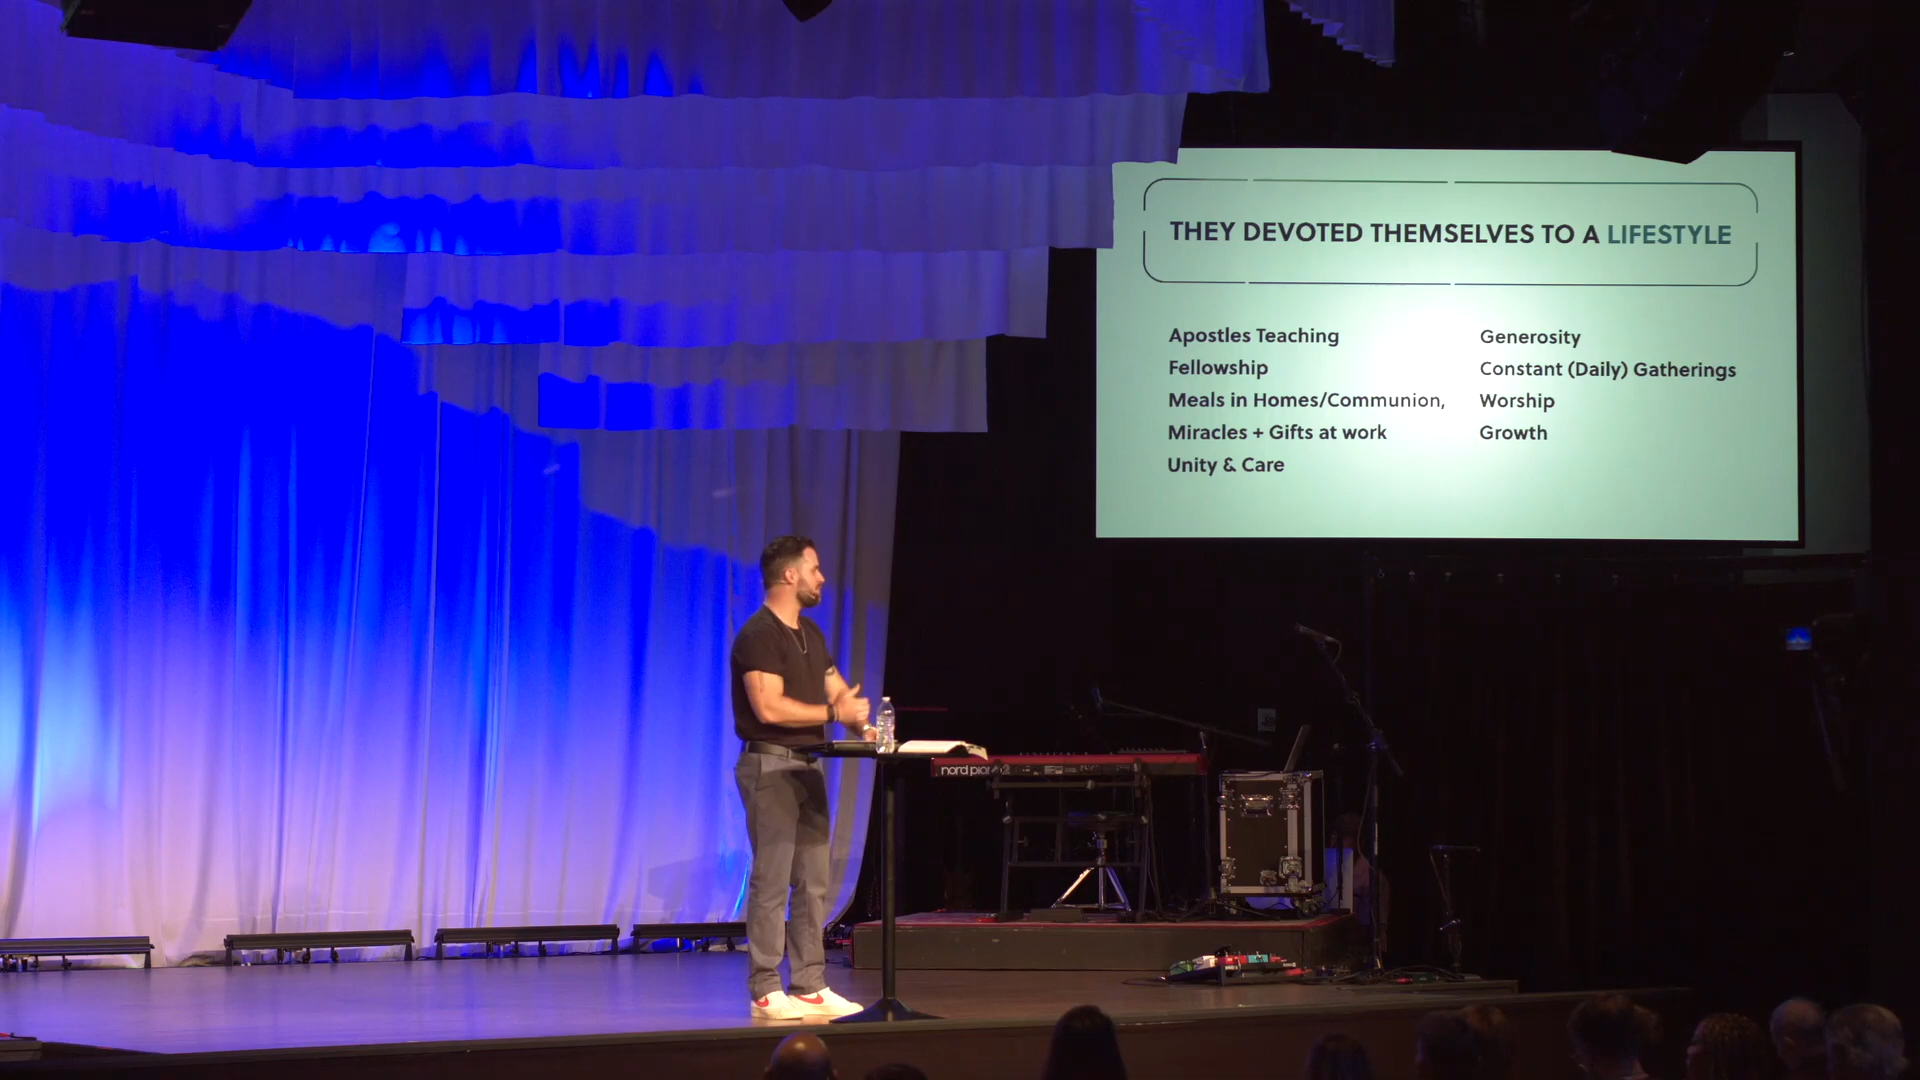 THEY DEVOTED THEMSELVES TO A LIFESTYLE
Apostles Teaching
Fellowship
Meals in Homes/Communion,
Miracles + Gifts at work
Unity & Care
Generosity
Constant (Daily) Gatherings
Worship
Growth
nord